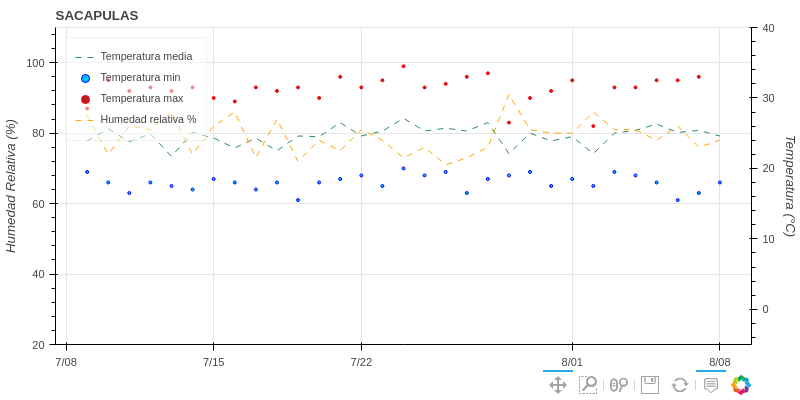 SACAPULAS
Temperatura media
Temperatura min
Temperatura max
Humedad relativa %
Humedad Relativa (%)
100
80
60
40
20
Temperatura (°C)
40
30
20
10
0
7/08
7/15
7/22
8/01
8/08